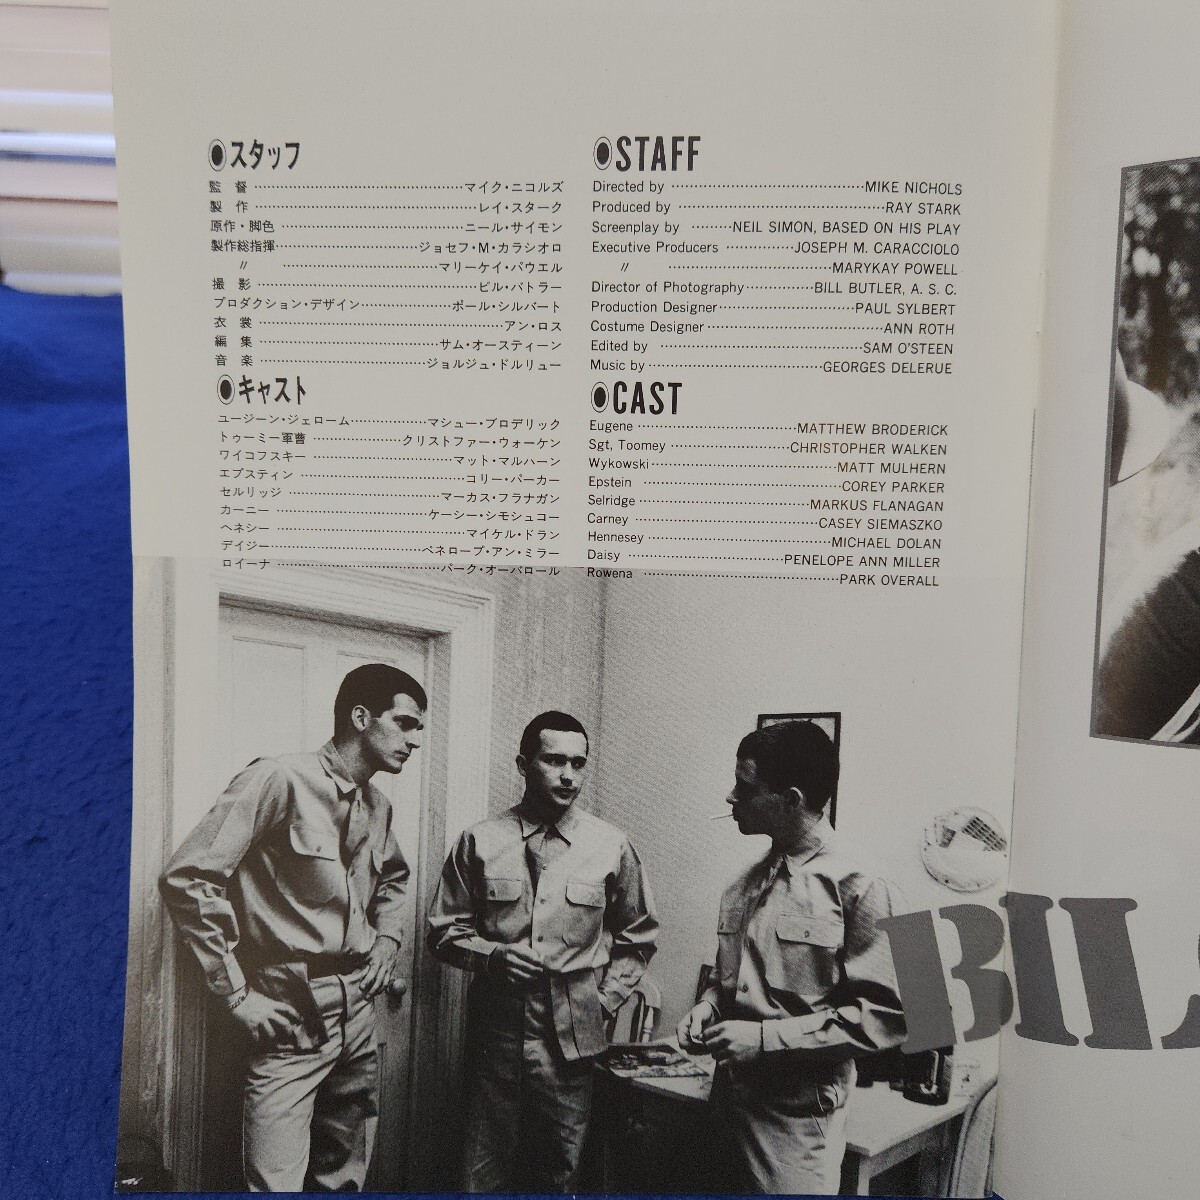 ◉スタッフ
監 督……マイク・ニコルズ
製 作……レイ・スターク
原作・脚色……ニール・サイモン
製作総指揮……ジョセフ・M・カラシオロ
〃……マリーケイ・パウエル
撮 影……ビル・バトラー
プロダクション・デザイン……ポール・シルバート
衣 裳……アン・ロス
編 集……サム・オースティーン
音 楽……ジョルジュ・ドルリュー
◉キャスト
ユージーン・ジェローム……マシュー・ブロデリック
トゥーミー軍曹……クリストファー・ウォーケン
ワイコフスキー……マット・マルハーン
エプスティン……コリー・パーカー
セルリッジ……マーカス・フラナガン
カーニー……ケーシー・シモシュコー
ヘネシー……マイケル・ドラン
デイジー……ペネロープ・アン・ミラー
ロイーナ……パーク・オーバロール
◉STAFF
Directed by……MIKE NICHOLS
Produced by……RAY STARK
Screenplay by……NEIL SIMON, BASED ON HIS PLAY
Executive Producers……JOSEPH M. CARACCIOLO
〃……MARYKAY POWELL
Director of Photography……BILL BUTLER, A. S. C.
Production Designer……PAUL SYLBERT
Costume Designer……ANN ROTH
Edited by……SAM O'STEEN
Music by……GEORGES DELERUE
◉CAST
Eugene……MATTHEW BRODERICK
Sgt, Toomey……CHRISTOPHER WALKEN
Wykowski……MATT MULHERN
Epstein……COREY PARKER
Selridge……MARKUS FLANAGAN
Carney……CASEY SIEMASZKO
Hennesey……MICHAEL DOLAN
Daisy……PENELOPE ANN MILLER
Rowena……PARK OVERALL